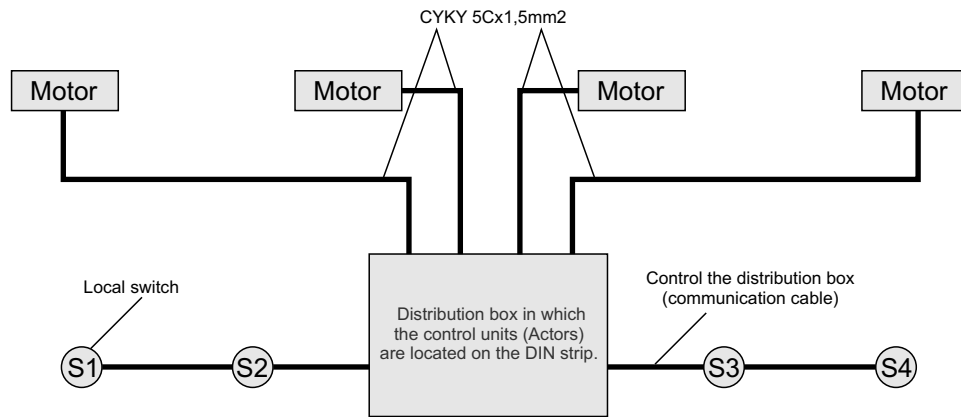 CYKY 5Cx1,5mm2
Motor
Motor
Motor
Motor
Local switch
Control the distribution box
(communication cable)
Distribution box in which
the control units (Actors)
are located on the DIN strip.
S1
S2
S3
S4